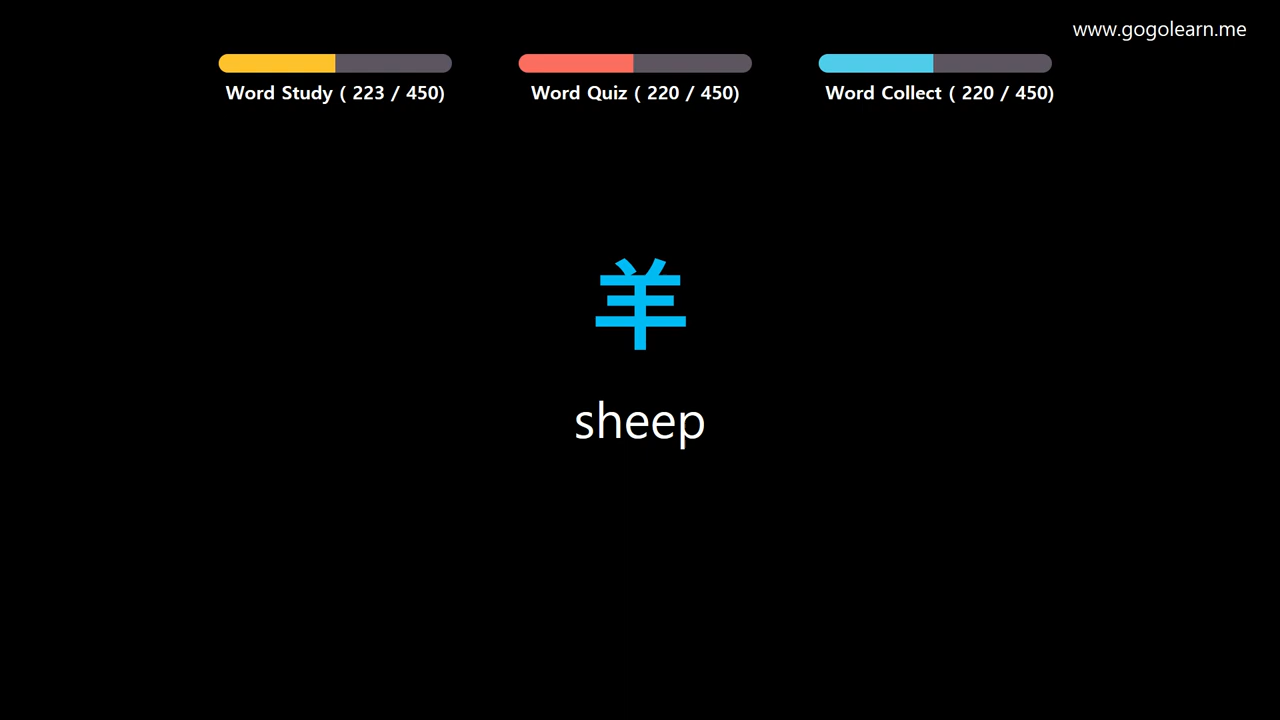 www.gogolearn.me
Word Study ( 223 / 450)
Word Quiz ( 220 / 450)
Word Collect ( 220 / 450)
羊
sheep